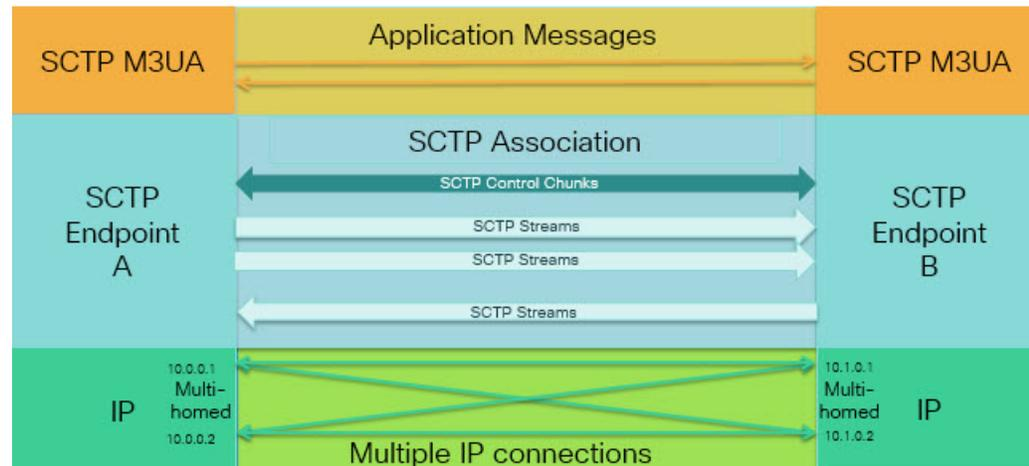 SCTP M3UA
Application Messages
SCTP M3UA
SCTP Association
SCTP Control Chunks
SCTP
Endpoint
A
SCTP Streams
SCTP Streams
SCTP Streams
SCTP
Endpoint
B
10.0.0.1
Multi-
homed
IP
10.0.0.2
10.1.0.1
Multi-
homed
IP
10.1.0.2
Multiple IP connections